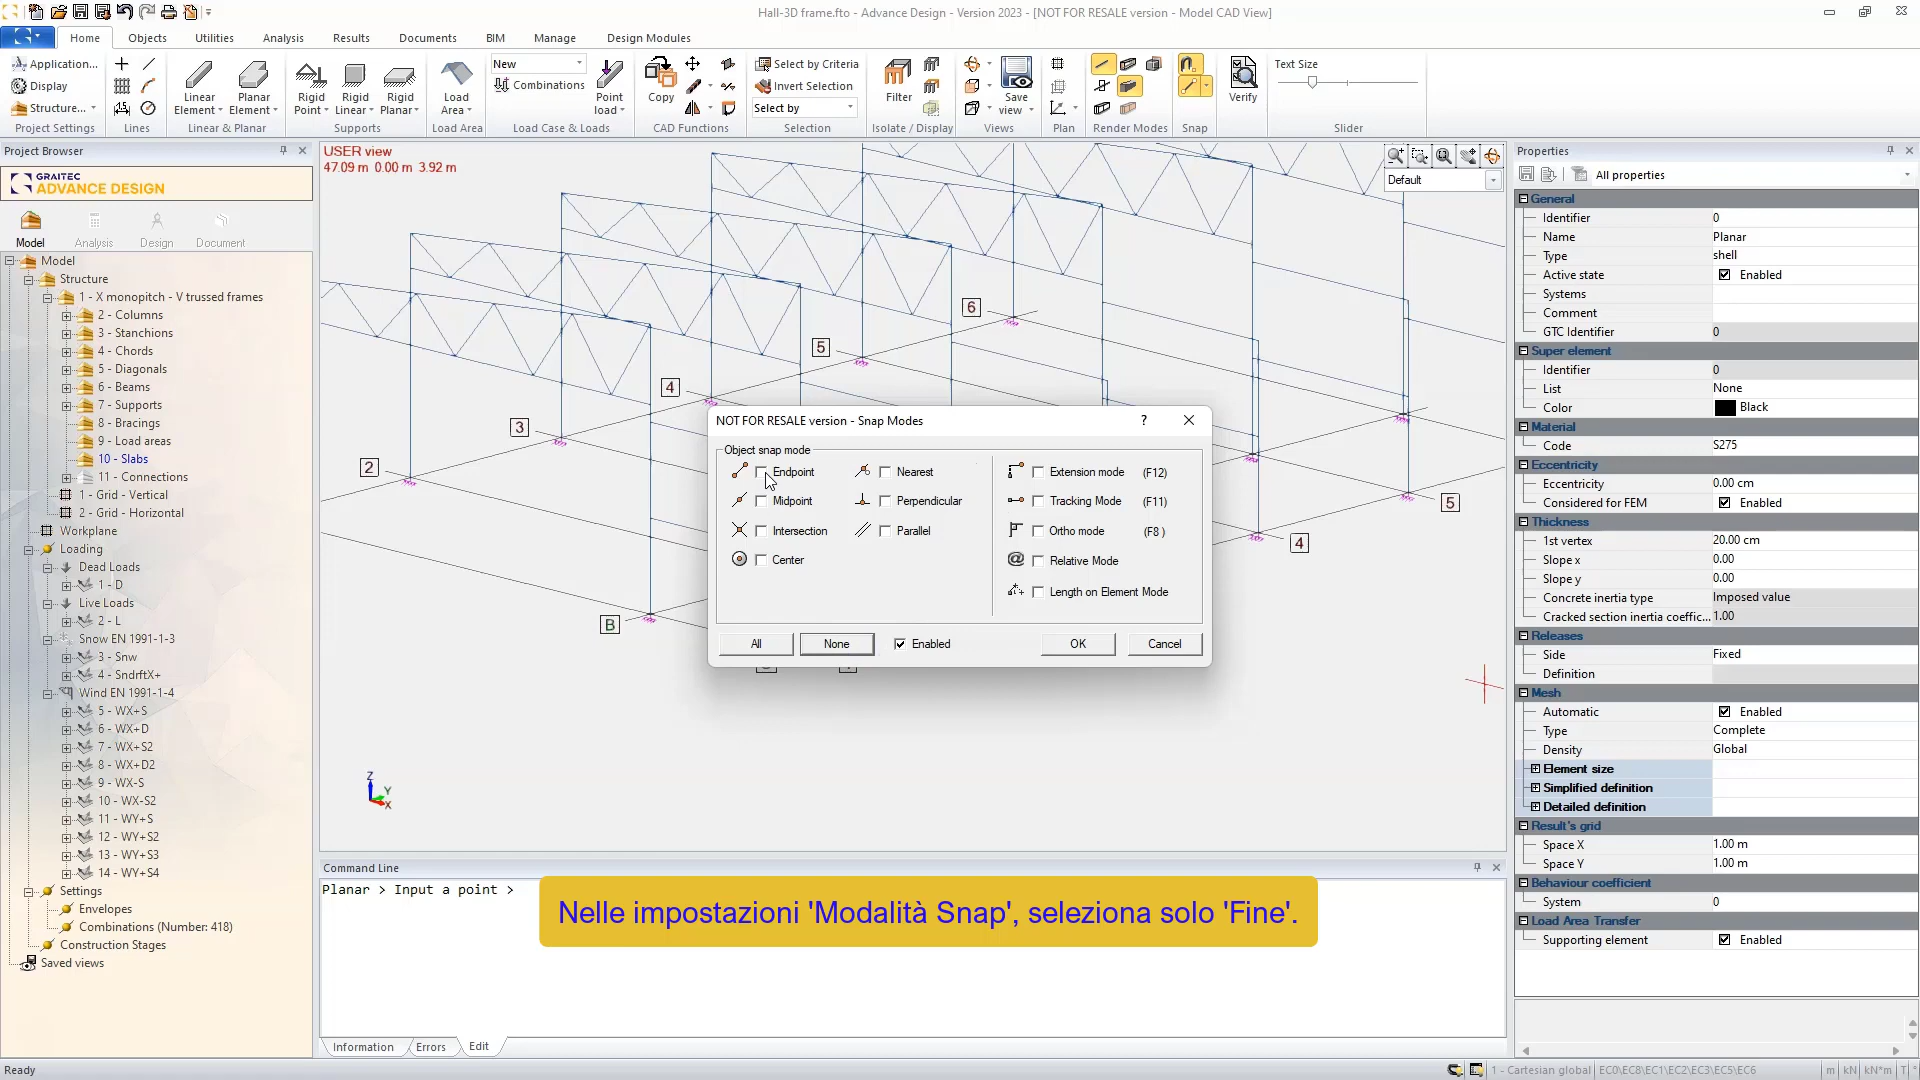 Hall-3D frame.fto - Advance Design - Version 2023 - [NOT FOR RESALE version - Model CAD View]
Home Objects Utilities Analysis Results Documents BIM Manage Design Modules
Application... Display Structure...
Project Settings
Lines
Linear Element Planar Element
Linear & Planar
Rigid Point Rigid Linear Rigid Planar
Supports
Load Area
Load Area
New
Combinations
Point load
Load Case & Loads
Copy
CAD Functions
Select by Criteria
Invert Selection
Select by
Selection
Filter
Isolate / Display
Save view
Views
Plan
Render Modes
Snap
Verify
Text Size
Slider
Project Browser
GRAITEC
ADVANCE DESIGN
Model Analysis Design Document
Model
Structure
1 - X monopitch - V trussed frames
2 - Columns
3 - Stanchions
4 - Chords
5 - Diagonals
6 - Beams
7 - Supports
8 - Bracings
9 - Load areas
10 - Slabs
11 - Connections
1 - Grid - Vertical
2 - Grid - Horizontal
Workplane
Loading
Dead Loads
1 - D
Live Loads
2 - L
Snow EN 1991-1-3
3 - Snw
4 - SndrftX+
Wind EN 1991-1-4
5 - WX+S
6 - WX+D
7 - WX+S2
8 - WX+D2
9 - WX-S
10 - WX-S2
11 - WY+S
12 - WY+S2
13 - WY+S3
14 - WY+S4
Settings
Envelopes
Combinations (Number: 418)
Construction Stages
Saved views
USER view
47.09 m 0.00 m 3.92 m
Default
6
5
4
3
2
B
5
4
Z
Y
X
NOT FOR RESALE version - Snap Modes
?
Object snap mode
Endpoint Nearest Extension mode (F12)
Midpoint Perpendicular Tracking Mode (F11)
Intersection Parallel Ortho mode (F8 )
Center Relative Mode
Length on Element Mode
All None Enabled OK Cancel
Command Line
Planar > Input a point >
Nelle impostazioni 'Modalità Snap', seleziona solo 'Fine'.
Information Errors Edit
Properties
All properties
General
Identifier 0
Name Planar
Type shell
Active state Enabled
Systems
Comment
GTC Identifier 0
Super element
Identifier 0
List None
Color Black
Material
Code S275
Eccentricity
Eccentricity 0.00 cm
Considered for FEM Enabled
Thickness
1st vertex 20.00 cm
Slope x 0.00
Slope y 0.00
Concrete inertia type Imposed value
Cracked section inertia coeffic... 1.00
Releases
Side Fixed
Definition
Mesh
Automatic Enabled
Type Complete
Density Global
Element size
Simplified definition
Detailed definition
Result's grid
Space X 1.00 m
Space Y 1.00 m
Behaviour coefficient
System 0
Load Area Transfer
Supporting element Enabled
Ready
1 - Cartesian global EC0\EC8\EC1\EC2\EC3\EC5\EC6 m kN kN*m T °